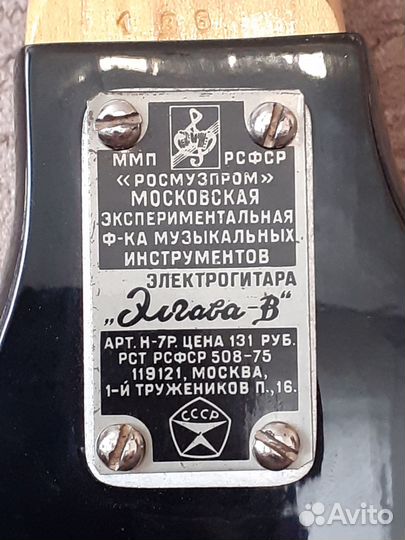 166
ММП РСФСР
«РОСМУЗПРОМ»
МОСКОВСКАЯ
ЭКСПЕРИМЕНТАЛЬНАЯ
Ф-КА МУЗЫКАЛЬНЫХ
ИНСТРУМЕНТОВ
ЭЛЕКТРОГИТАРА
„Элгава-В"
АРТ. Н-7Р. ЦЕНА 131 РУБ.
РСТ РСФСР 508-75
119121, МОСКВА,
1-Й ТРУЖЕНИКОВ П., 16.
СССР
Avito